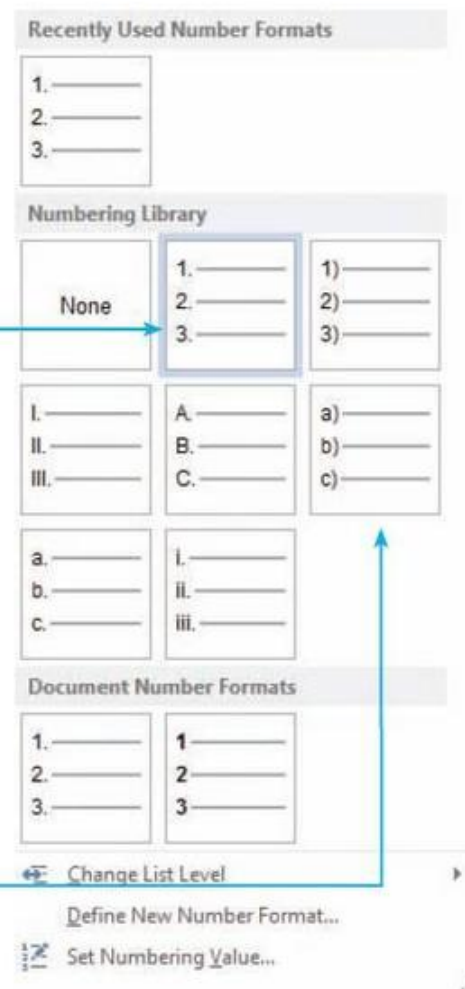 Recently Used Number Formats
1.
2.
3.
Numbering Library
None
1.
2.
3.
1)
2)
3)
I.
II.
III.
A.
B.
C.
a)
b)
c)
a.
b.
c.
i.
ii.
iii.
Document Number Formats
1.
2.
3.
1
2
3
Change List Level
Define New Number Format...
Set Numbering Value...